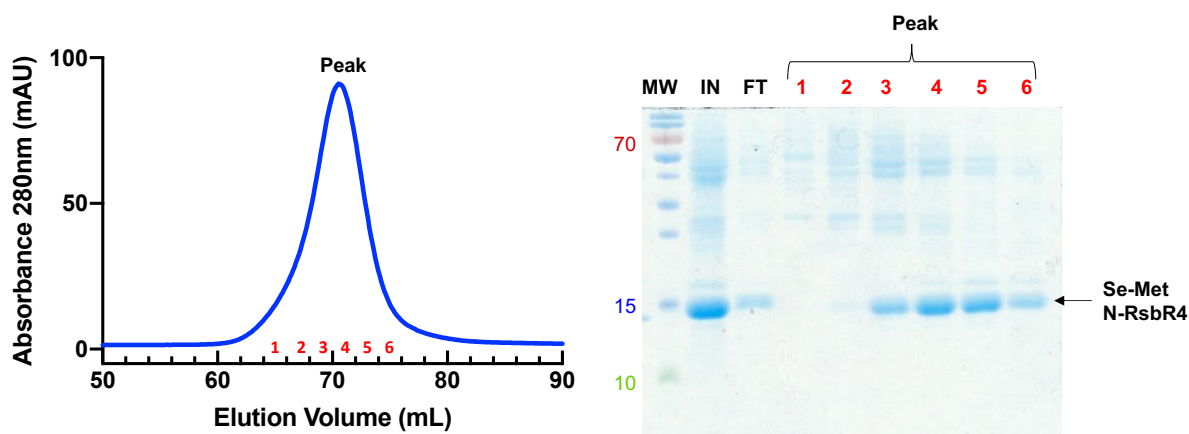 Absorbance 280nm (mAU)
100
50
0
Peak
1 2 3 4 5 6
50 60 70 80 90
Elution Volume (mL)
Peak
MW IN FT 1 2 3 4 5 6
70
15
10
Se-Met
N-RsbR4